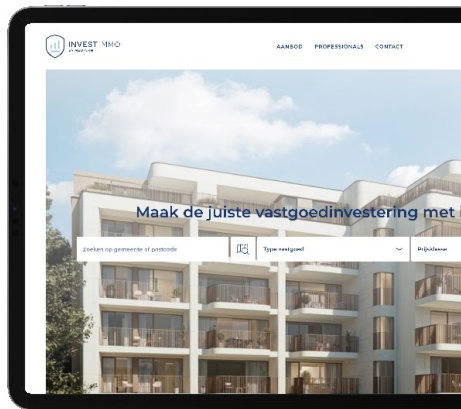 INVEST IMMO
AANBOD PROFESSIONALS CONTACT
Maak de juiste vastgoedinvestering met i
Zoeken op gemeente of postcode
Type vastgoed
Prijsklasse